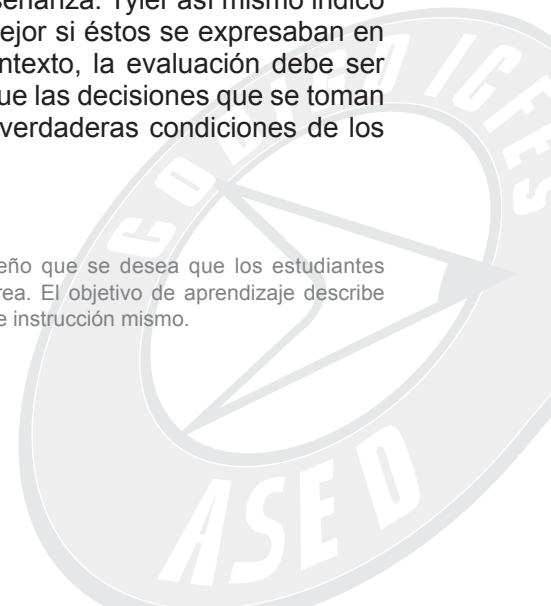 señanza. Tyler así mismo indicó
ejor si éstos se expresaban en
ntexto, la evaluación debe ser
ue las decisiones que se toman
verdaderas condiciones de los
eño que se desea que los estudiantes
rea. El objetivo de aprendizaje describe
e instrucción mismo.
CÓDIGO ICFES
ASED